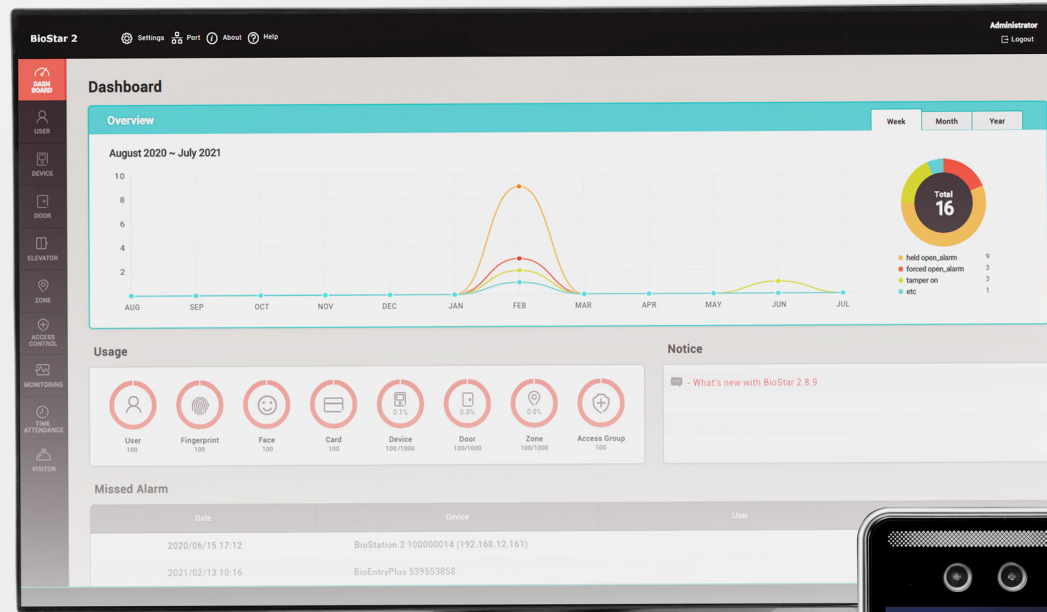 BioStar 2 Settings Port About Help Administrator
Logout
DASH
BOARD
USER
DEVICE
DOOR
ELEVATOR
ZONE
ACCESS
CONTROL
MONITORING
TIME
ATTENDANCE
VISITOR
Dashboard
Overview Week Month Year
August 2020 ~ July 2021
10
8
6
4
2
AUG SEP OCT NOV DEC JAN FEB MAR APR MAY JUN JUL
Total
16
held open_alarm 9
forced open_alarm 3
tamper on 3
etc 1
Usage
0.1% 0.0% 0.0%
User Fingerprint Face Card Device Door Zone Access Group
100 100 100 100 100/1000 100/1000 100/1000 100
Notice
- What's new with BioStar 2.8.9
Missed Alarm
Date Device User
2020/06/15 17:12 BioStation 2 100000014 (192.168.12.161)
2021/02/13 10:16 BioEntryPlus 539553858